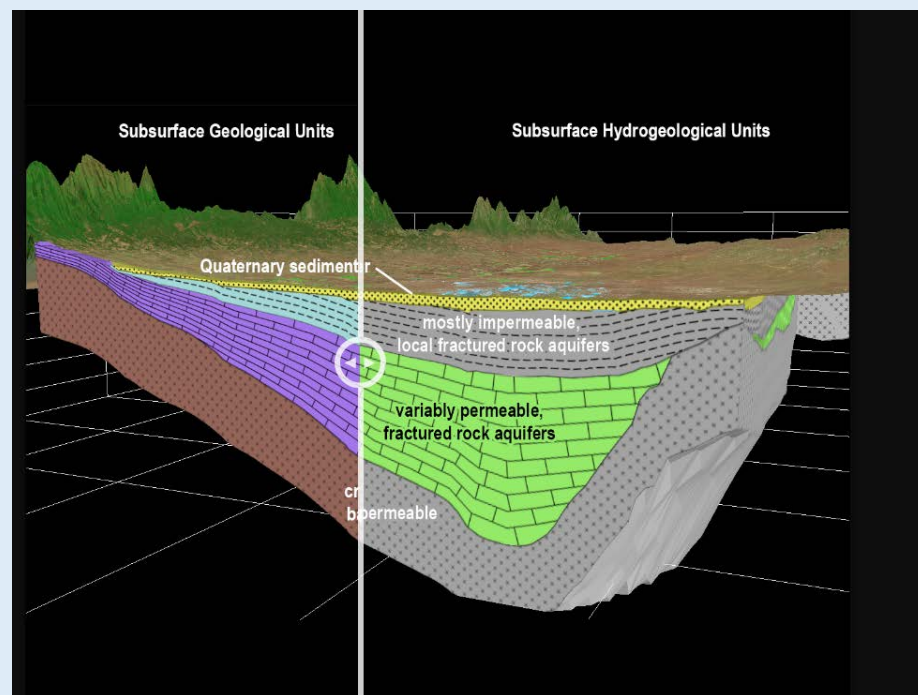 Subsurface Geological Units
Subsurface Hydrogeological Units
Quaternary sediment
mostly impermeable,
local fractured rock aquifers
variably permeable,
fractured rock aquifers
permeable